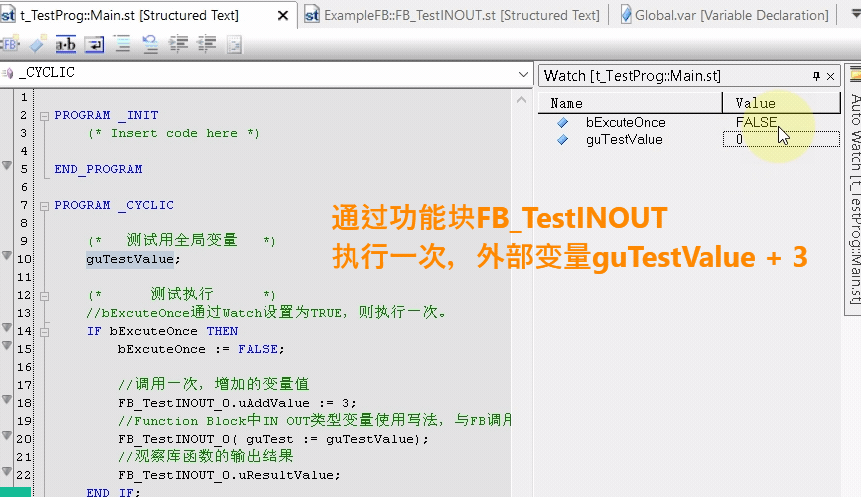 t_TestProg::Main.st [Structured Text]
ExampleFB::FB_TestINOUT.st [Structured Text]
Global.var [Variable Declaration]
_CYCLIC
1
2 PROGRAM _INIT
3 (* Insert code here *)
4
5 END_PROGRAM
6
7 PROGRAM _CYCLIC
8
9 (* 测试用全局变量 *)
10 guTestValue;
11
12 (* 测试执行 *)
13 //bExcuteOnce通过Watch设置为TRUE，则执行一次。
14 IF bExcuteOnce THEN
15 bExcuteOnce := FALSE;
16
17 //调用一次，增加的变量值
18 FB_TestINOUT_0.uAddValue := 3;
19 //Function Block中IN OUT类型变量使用写法，与FB调用
20 FB_TestINOUT_0( guTest := guTestValue);
21 //观察库函数的输出结果
22 FB_TestINOUT_0.uResultValue;
END_IF;
通过功能块FB_TestINOUT
执行一次，外部变量guTestValue + 3
Watch [t_TestProg::Main.st]
Name Value
bExcuteOnce FALSE
guTestValue 0
Auto Watch [t_TestProg::Main.st]